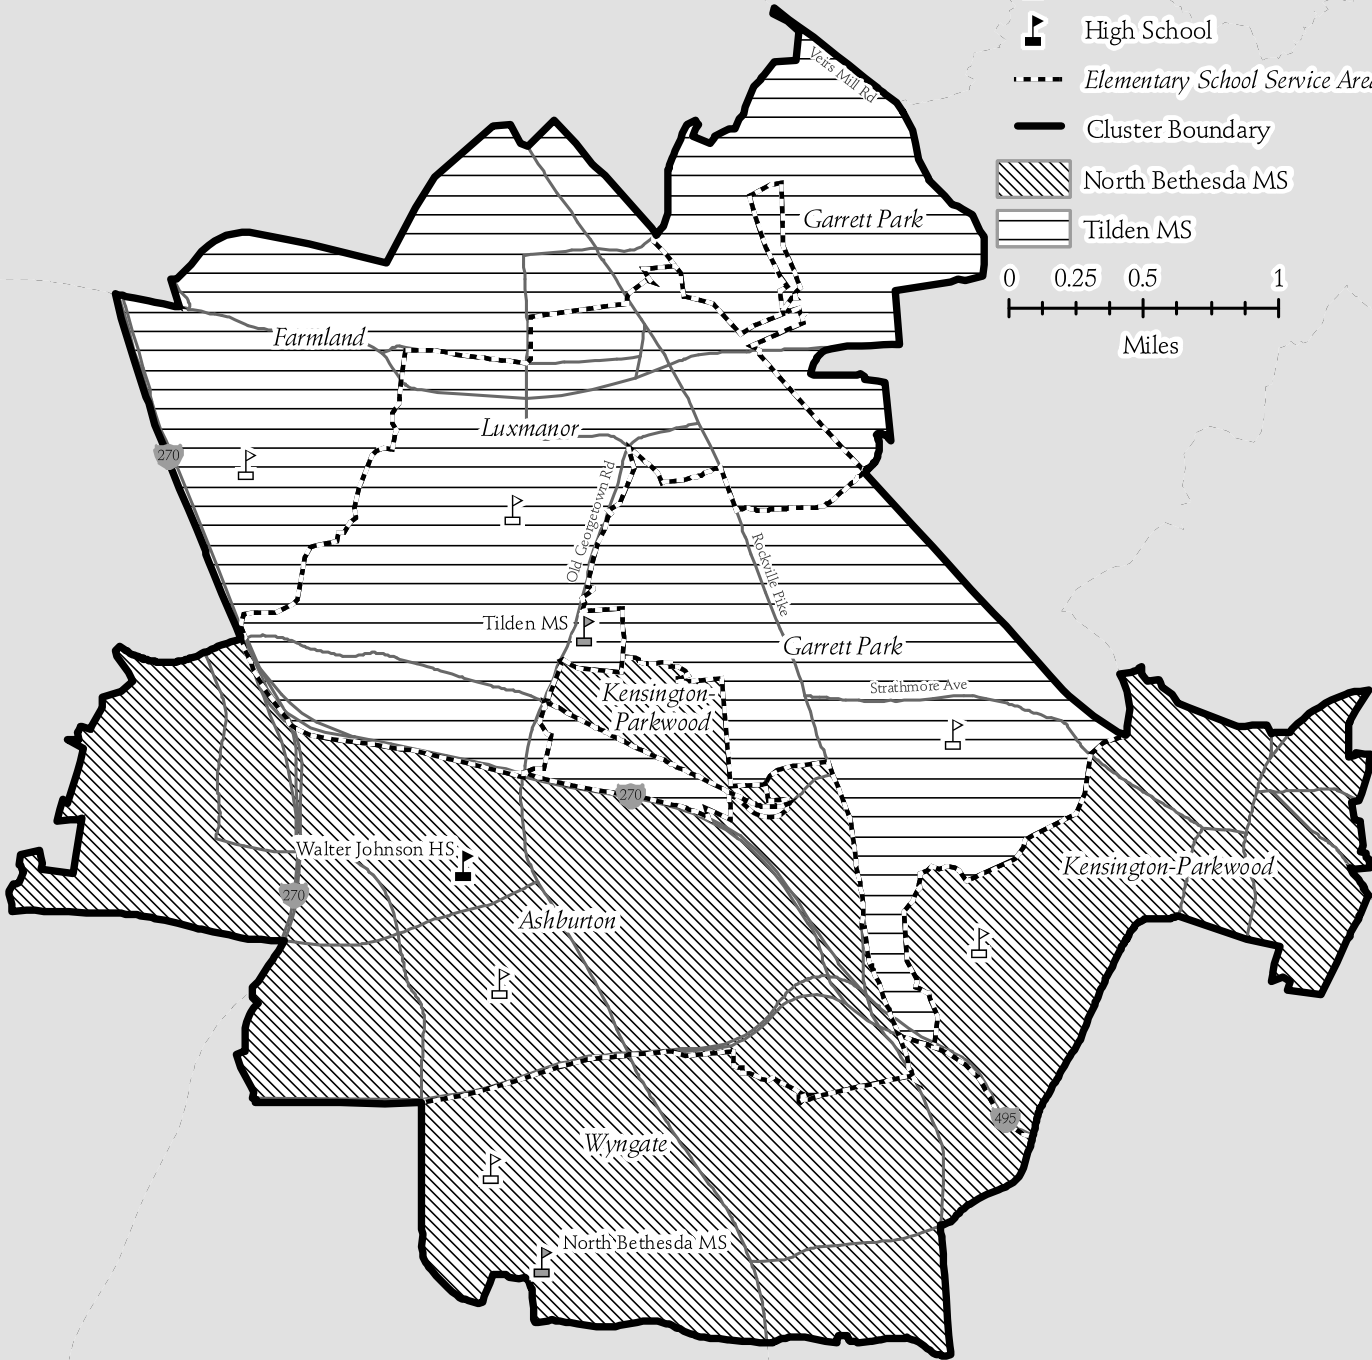 High School
Elementary School Service Area
Cluster Boundary
North Bethesda MS
Tilden MS
0 0.25 0.5 1
Miles
Veirs Mill Rd
Garrett Park
Farmland
Luxmanor
270
Old Georgetown Rd
Rockville Pike
Tilden MS
Garrett Park
Kensington-
Parkwood
Strathmore Ave
270
Walter Johnson HS
Kensington-Parkwood
270
Ashburton
495
Wyngate
North Bethesda MS